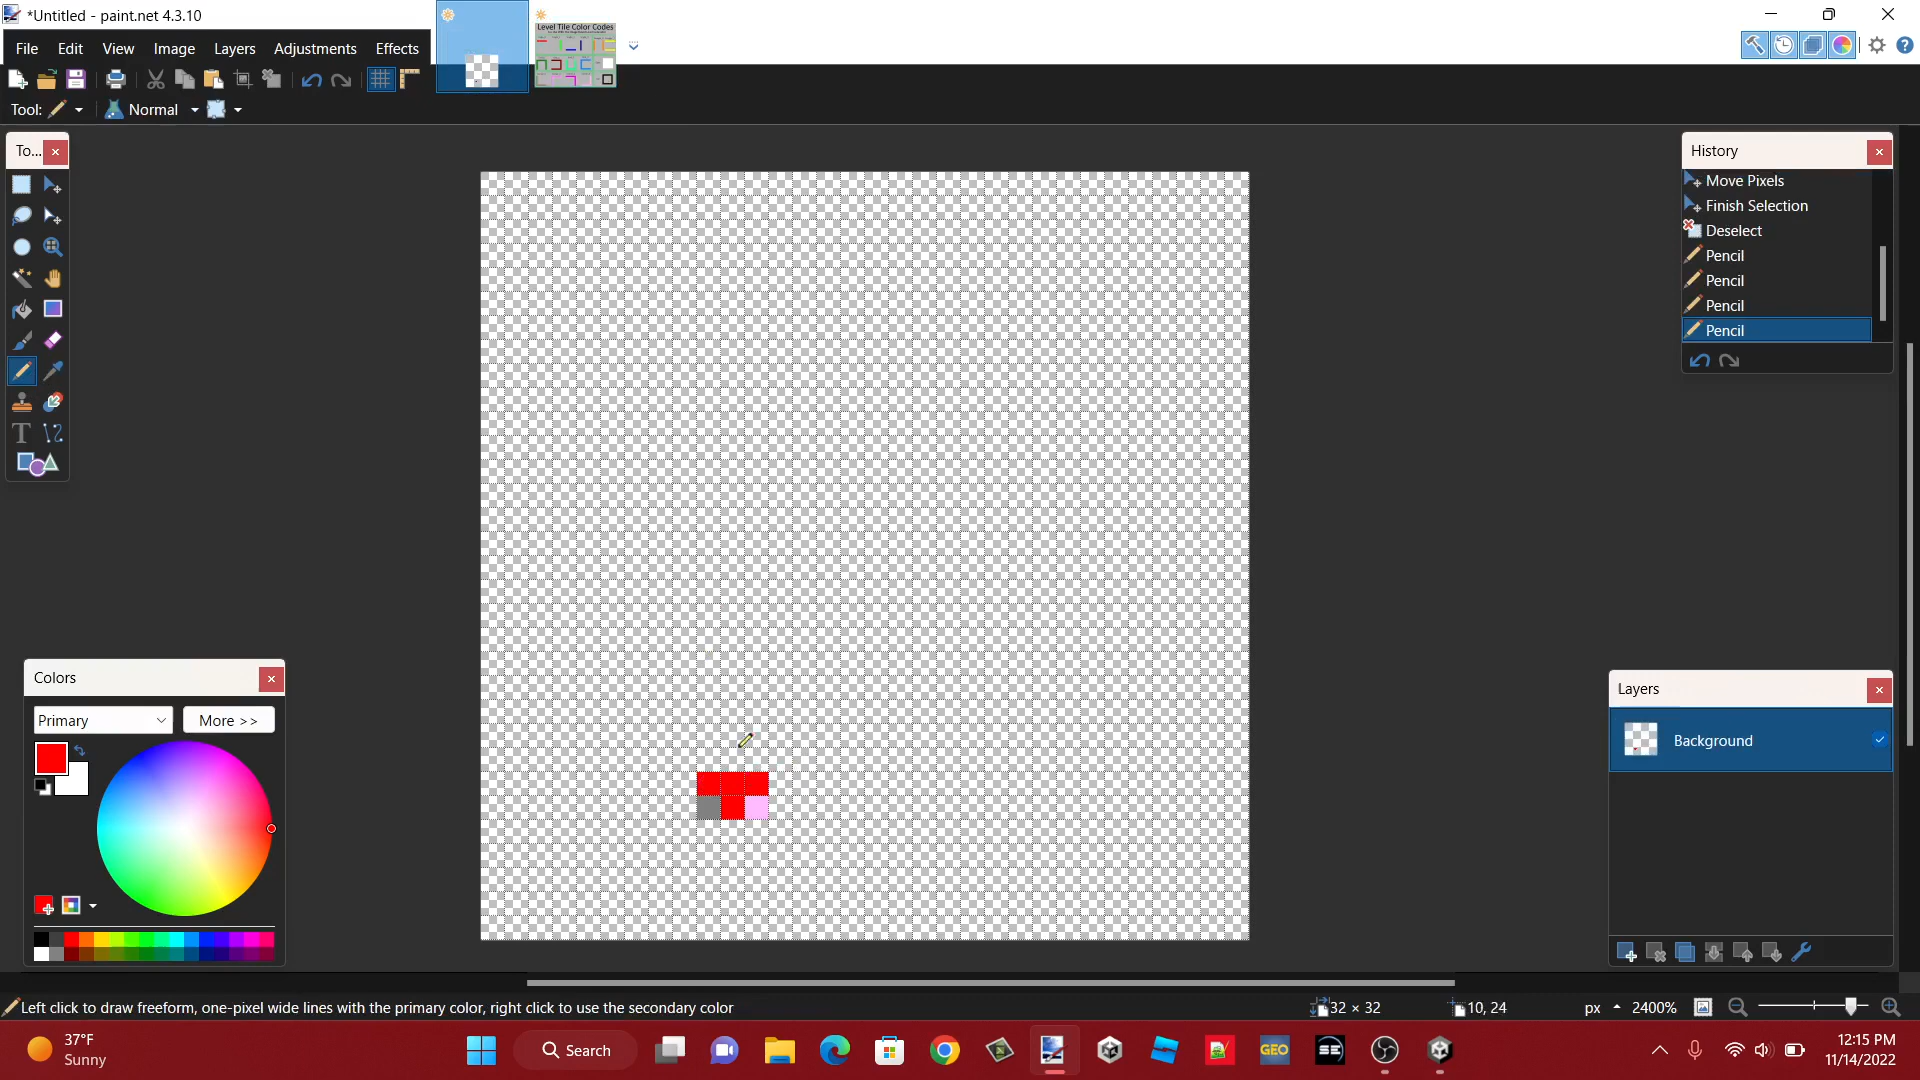 *Untitled - paint.net 4.3.10
File Edit View Image Layers Adjustments Effects
Level Tile Color Codes
Tool: Normal
To...
History
Move Pixels
Finish Selection
Deselect
Pencil
Pencil
Pencil
Pencil
Colors
Primary More >>
Layers
Background
Left click to draw freeform, one-pixel wide lines with the primary color, right click to use the secondary color
32 × 32 10, 24 px 2400%
37°F
Sunny
Search
GEO
SE
12:15 PM
11/14/2022